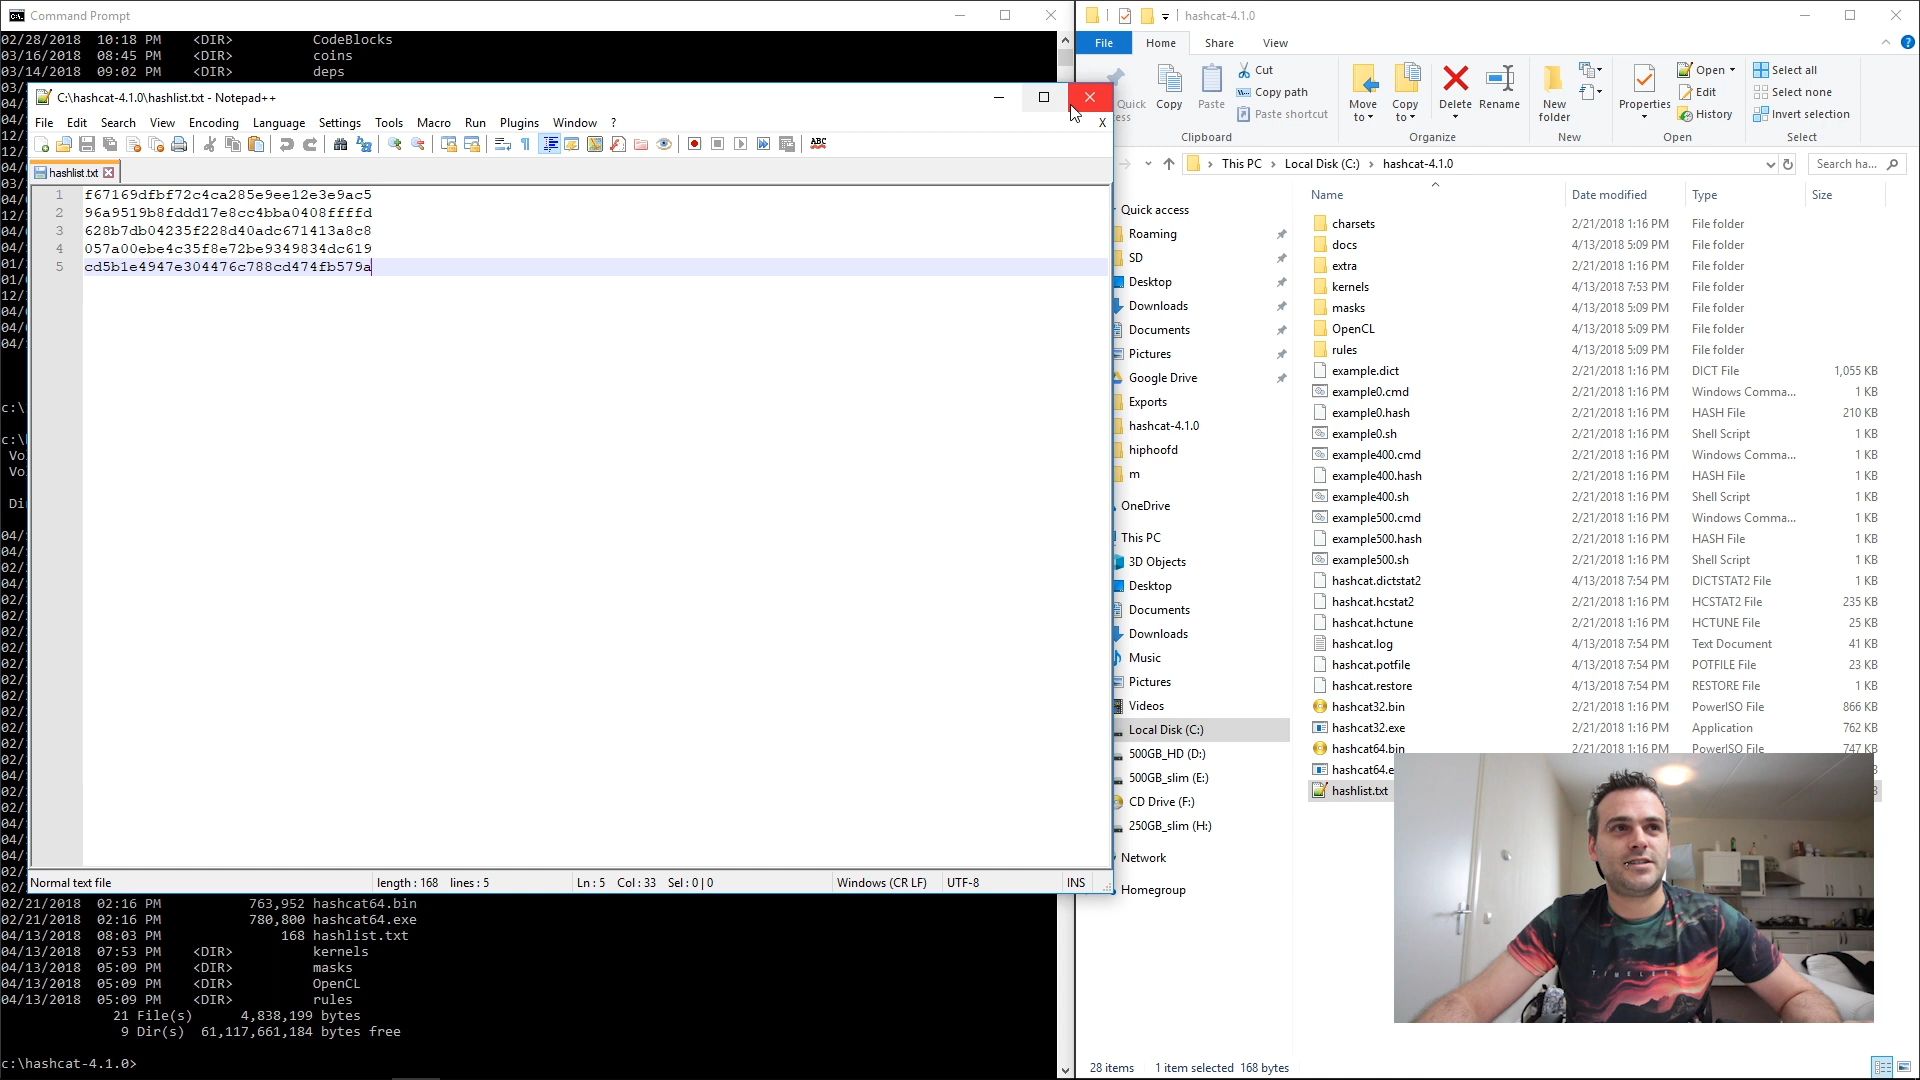 Command Prompt
02/28/2018 10:18 PM <DIR> CodeBlocks
03/16/2018 08:45 PM <DIR> coins
03/14/2018 09:02 PM <DIR> deps
C:\hashcat-4.1.0\hashlist.txt - Notepad++
File Edit Search View Encoding Language Settings Tools Macro Run Plugins Window ? X
hashlist.txt
1 f67169dfbf72c4ca285e9ee12e3e9ac5
2 96a9519b8fddd17e8cc4bba0408ffffd
3 628b7db04235f228d40adc671413a8c8
4 057a00ebe4c35f8e72be9349834dc619
5 cd5b1e4947e304476c788cd474fb579a
Normal text file length : 168 lines : 5 Ln : 5 Col : 33 Sel : 0 | 0 Windows (CR LF) UTF-8 INS
02/21/2018 02:16 PM 763,952 hashcat64.bin
02/21/2018 02:16 PM 780,800 hashcat64.exe
04/13/2018 08:03 PM 168 hashlist.txt
04/13/2018 07:53 PM <DIR> kernels
04/13/2018 05:09 PM <DIR> masks
04/13/2018 05:09 PM <DIR> OpenCL
04/13/2018 05:09 PM <DIR> rules
21 File(s) 4,838,199 bytes
9 Dir(s) 61,117,661,184 bytes free
c:\hashcat-4.1.0>
hashcat-4.1.0
File Home Share View
Quick Copy Paste Cut
Copy path
Paste shortcut
Clipboard
Move to Copy to Delete Rename
Organize
New folder
New
Properties Open
Edit
History
Open
Select all
Select none
Invert selection
Select
This PC > Local Disk (C:) > hashcat-4.1.0
Search ha...
Quick access
Roaming
SD
Desktop
Downloads
Documents
Pictures
Google Drive
Exports
hashcat-4.1.0
hiphoofd
m
OneDrive
This PC
3D Objects
Desktop
Documents
Downloads
Music
Pictures
Videos
Local Disk (C:)
500GB_HD (D:)
500GB_slim (E:)
CD Drive (F:)
250GB_slim (H:)
Network
Homegroup
Name Date modified Type Size
charsets 2/21/2018 1:16 PM File folder
docs 4/13/2018 5:09 PM File folder
extra 2/21/2018 1:16 PM File folder
kernels 4/13/2018 7:53 PM File folder
masks 4/13/2018 5:09 PM File folder
OpenCL 4/13/2018 5:09 PM File folder
rules 4/13/2018 5:09 PM File folder
example.dict 2/21/2018 1:16 PM DICT File 1,055 KB
example0.cmd 2/21/2018 1:16 PM Windows Comma... 1 KB
example0.hash 2/21/2018 1:16 PM HASH File 210 KB
example0.sh 2/21/2018 1:16 PM Shell Script 1 KB
example400.cmd 2/21/2018 1:16 PM Windows Comma... 1 KB
example400.hash 2/21/2018 1:16 PM HASH File 1 KB
example400.sh 2/21/2018 1:16 PM Shell Script 1 KB
example500.cmd 2/21/2018 1:16 PM Windows Comma... 1 KB
example500.hash 2/21/2018 1:16 PM HASH File 1 KB
example500.sh 2/21/2018 1:16 PM Shell Script 1 KB
hashcat.dictstat2 4/13/2018 7:54 PM DICTSTAT2 File 1 KB
hashcat.hcstat2 2/21/2018 1:16 PM HCSTAT2 File 235 KB
hashcat.hctune 2/21/2018 1:16 PM HCTUNE File 25 KB
hashcat.log 4/13/2018 7:54 PM Text Document 41 KB
hashcat.potfile 4/13/2018 7:54 PM POTFILE File 23 KB
hashcat.restore 4/13/2018 7:54 PM RESTORE File 1 KB
hashcat32.bin 2/21/2018 1:16 PM PowerISO File 866 KB
hashcat32.exe 2/21/2018 1:16 PM Application 762 KB
hashcat64.bin 2/21/2018 1:16 PM PowerISO File 747 KB
hashcat64.e
hashlist.txt
TIMELESS
28 items 1 item selected 168 bytes